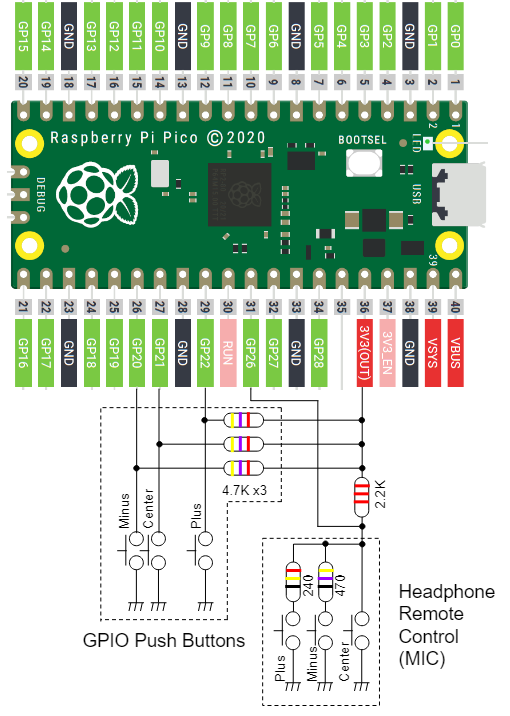 GP15 GP14 GND GP13 GP12 GP11 GP10 GND GP9 GP8 GP7 GP6 GND GP5 GP4 GP3 GP2 GND GP1 GP0
20 19 18 17 16 15 14 13 12 11 10 9 8 7 6 5 4 3 2 1
2 1
Raspberry Pi Pico © 2020
BOOTSEL
LED
DEBUG
USB
39
21 22 23 24 25 26 27 28 29 30 31 32 33 34 35 36 37 38 39 40
GP16 GP17 GND GP18 GP19 GP20 GP21 GND GP22 RUN GP26 GP27 GND GP28 3V3(OUT) 3V3_EN GND VSYS VBUS
4.7K x3
2.2K
Minus
Center
Plus
240
470
Plus
Minus
Center
GPIO Push Buttons
Headphone
Remote
Control
(MIC)